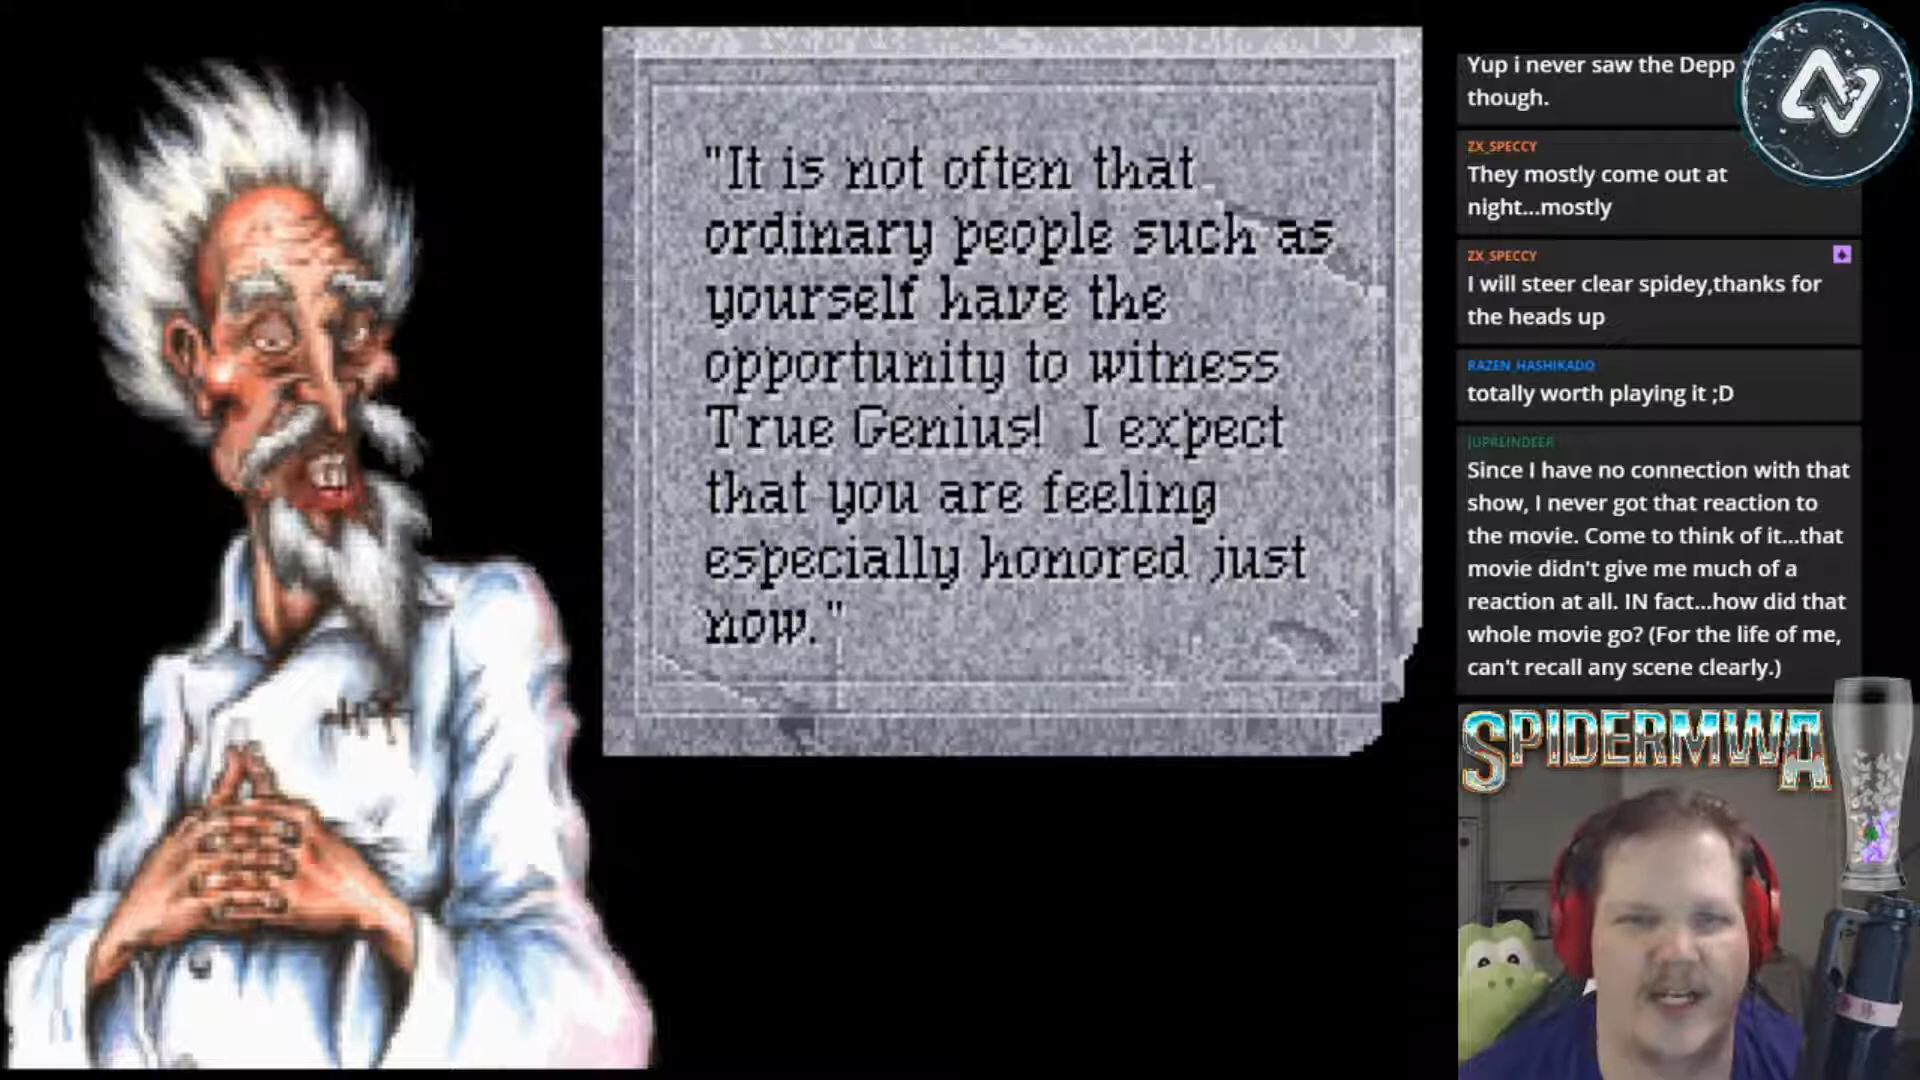 "It is not often that
ordinary people such as
yourself have the
opportunity to witness
True Genius!  I expect
that you are feeling
especially honored just
now."
Yup i never saw the Depp
though.
ZX_SPECCY
They mostly come out at
night...mostly
ZX_SPECCY
I will steer clear spidey,thanks for
the heads up
RAZEN_HASHIKADO
totally worth playing it ;D
JUPREINDEER
Since I have no connection with that
show, I never got that reaction to
the movie. Come to think of it...that
movie didn't give me much of a
reaction at all. IN fact...how did that
whole movie go? (For the life of me,
can't recall any scene clearly.)
SPIDERMWA